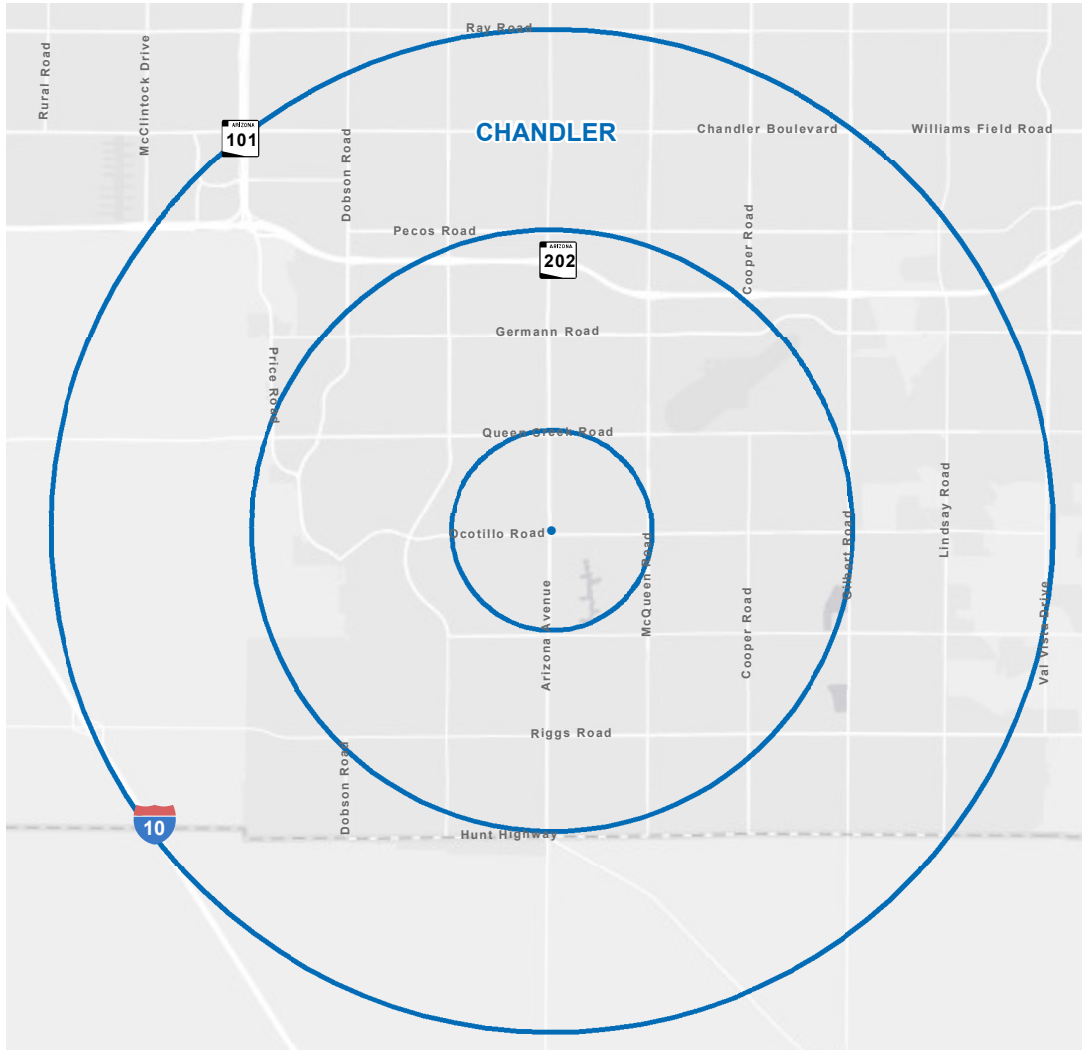 Ray Road
Rural Road
McClintock Drive
ARIZONA
101
CHANDLER
Chandler Boulevard
Williams Field Road
Dobson Road
Pecos Road
Cooper Road
ARIZONA
202
Germann Road
Price Road
Queen Creek Road
Ocotillo Road
Lindsay Road
Gilbert Road
McQueen Road
Arizona Avenue
Cooper Road
Val Vista Drive
Riggs Road
Dobson Road
10
Hunt Highway